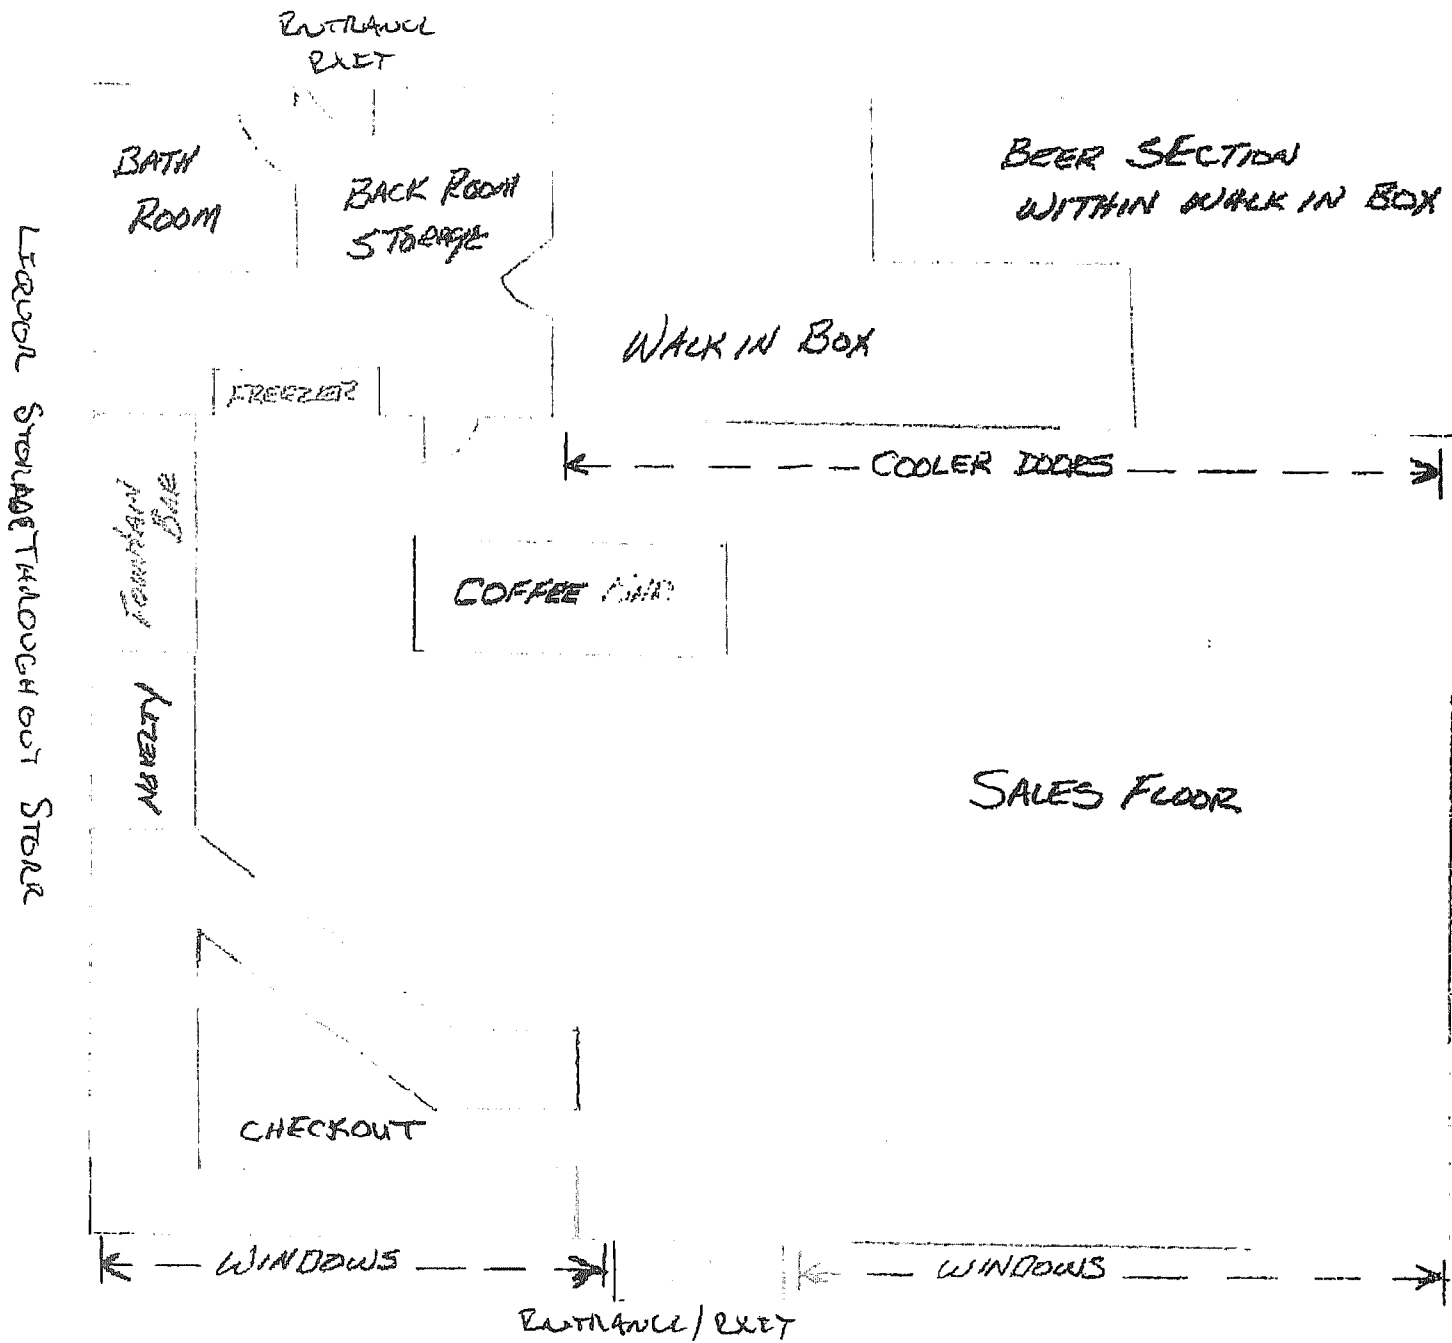 ENTRANCE
EXIT
BATH
ROOM
BACK ROOM
STORAGE
BEER SECTION
WITHIN WALK IN BOX
WALK IN BOX
FREEZER
COOLER DOORS
FOUNTAIN
BAR
COFFEE
NOVELTY
SALES FLOOR
LIQUOR STORAGE THROUGHOUT STORE
CHECKOUT
WINDOWS
WINDOWS
ENTRANCE/EXIT